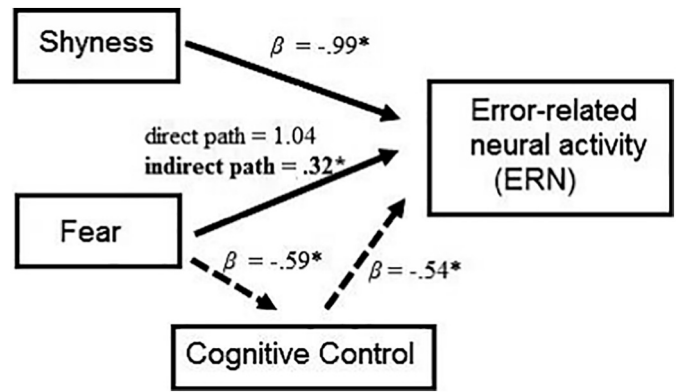 Shyness
β = -.99*
Error-related
neural activity
(ERN)
direct path = 1.04
indirect path = .32*
Fear
β = -.59*
β = -.54*
Cognitive Control